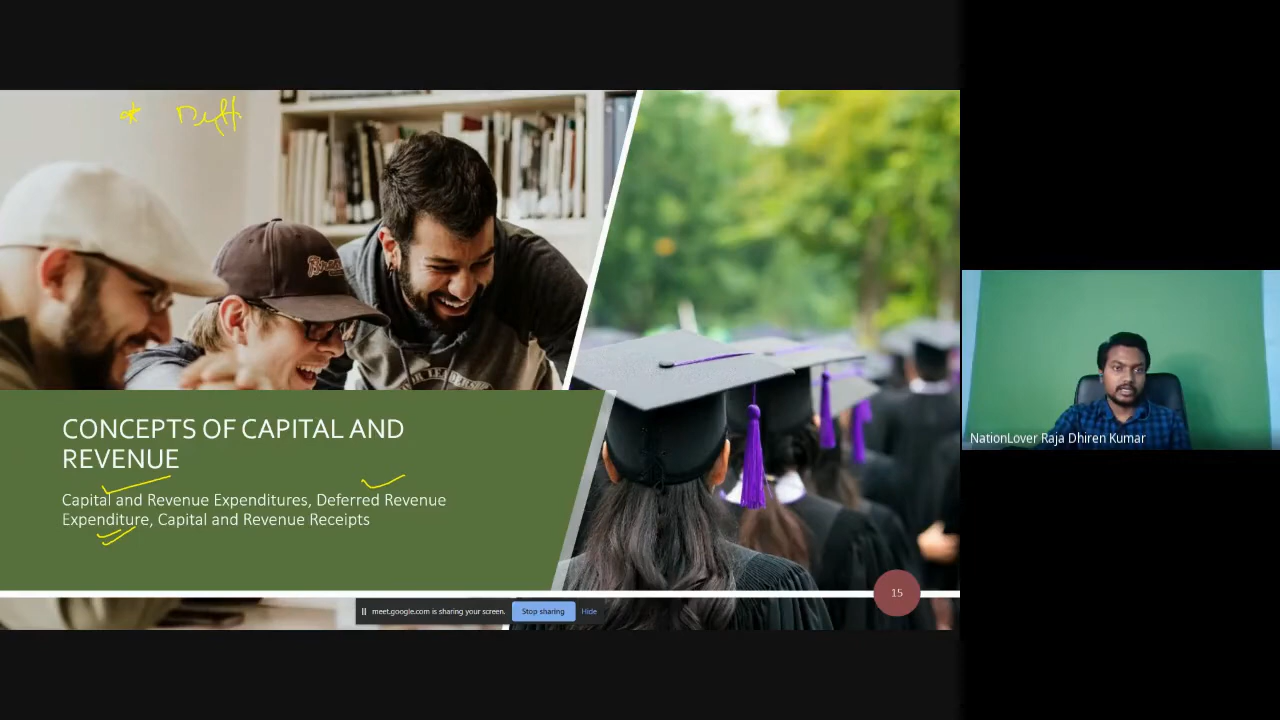 CONCEPTS OF CAPITAL AND
REVENUE
Capital and Revenue Expenditures, Deferred Revenue
Expenditure, Capital and Revenue Receipts
15
meet.google.com is sharing your screen. Stop sharing Hide
NationLover Raja Dhiren Kumar